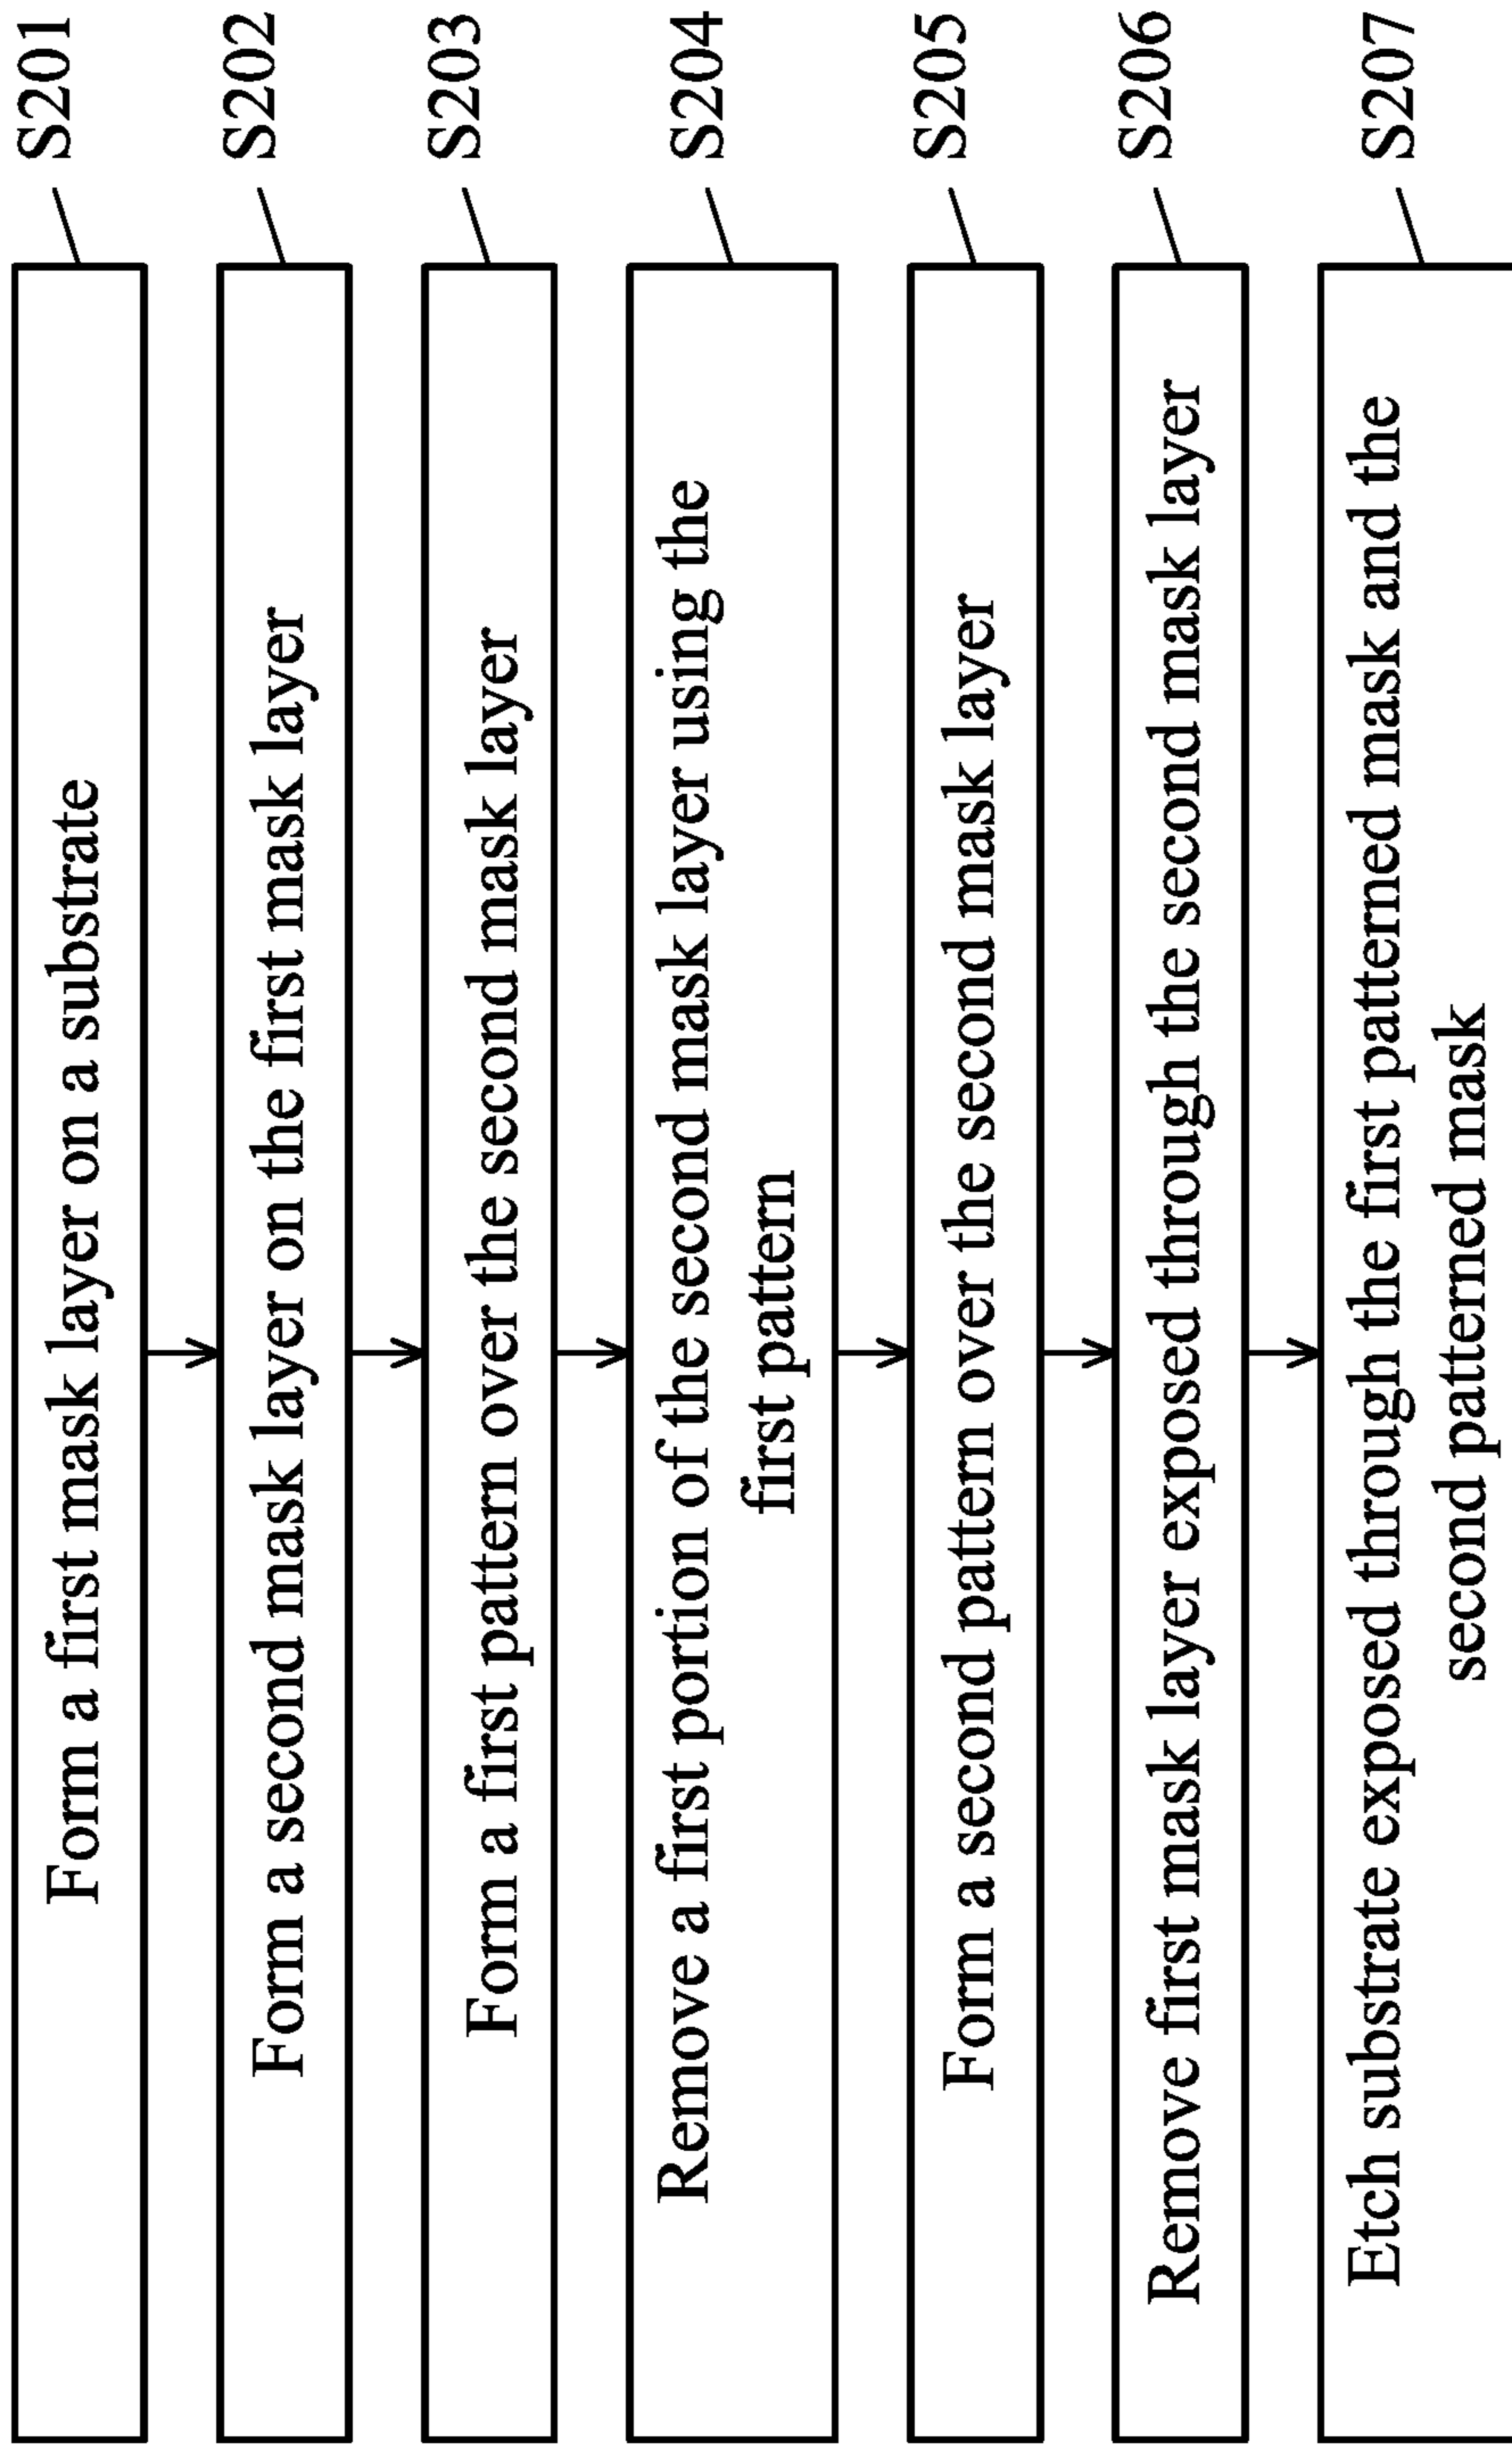 Form a first mask layer on a substrate
S201
Form a second mask layer on the first mask layer
S202
Form a first pattern over the second mask layer
S203
Remove a first portion of the second mask layer using the
first pattern
S204
Form a second pattern over the second mask layer
S205
Remove first mask layer exposed through the second mask layer
S206
Etch substrate exposed through the first patterned mask and the
second patterned mask
S207